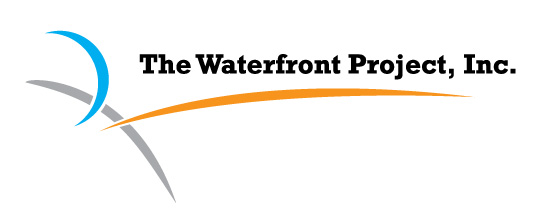 The Waterfront Project, Inc.